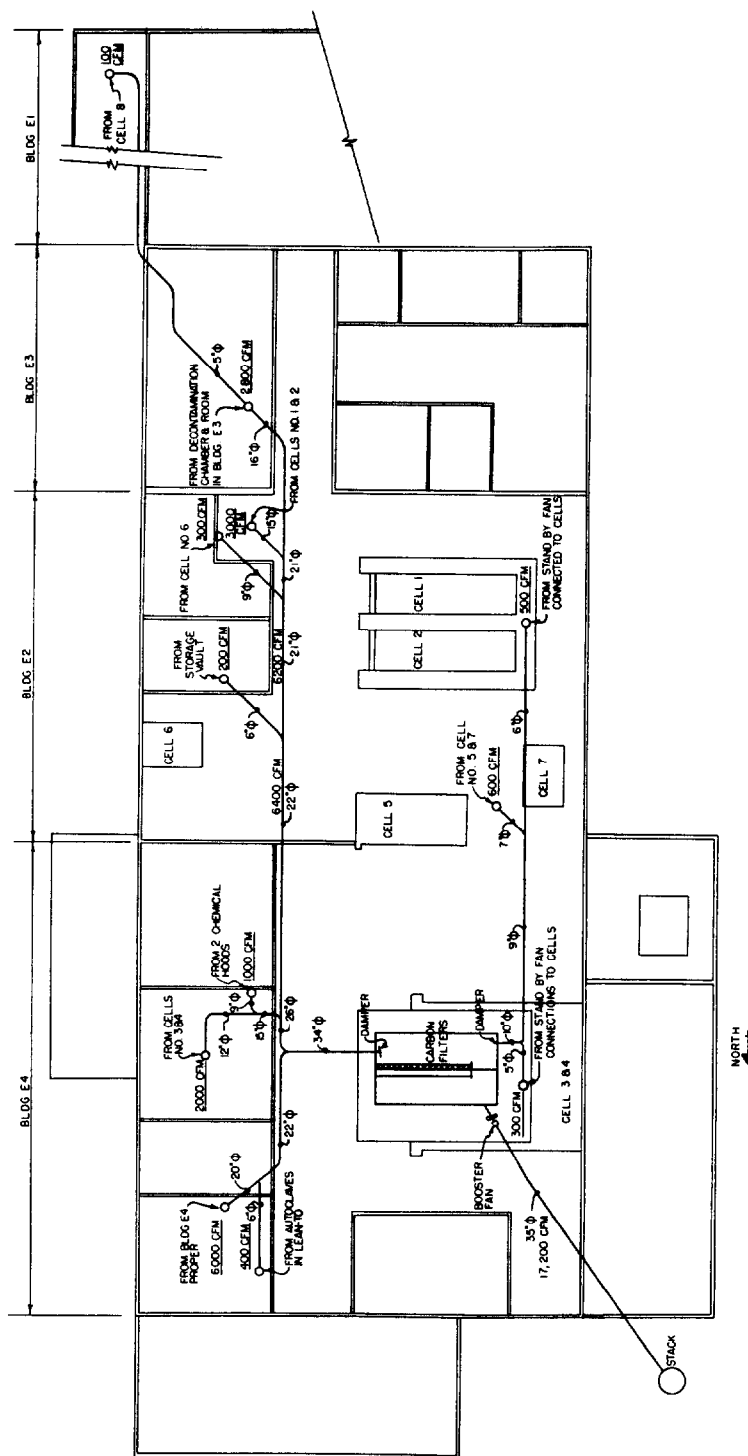 BLDG E1
BLDG E3
BLDG E2
BLDG E4
100
CFM
FROM
CELL 8
5"Φ
2800 CFM
16"Φ
FROM DECONTAMINATION
CHAMBER & ROOM
IN BLDG E3
FROM CELLS NO. 1 & 2
3000
CFM
15"Φ
300 CFM
FROM CELL NO. 6
9"Φ
21"Φ
21"Φ
6200 CFM
FROM
STORAGE
VAULT
200 CFM
6"Φ
CELL 6
6400 CFM
22"Φ
CELL 1
CELL 2
500 CFM
FROM STAND BY FAN
CONNECTED TO CELLS
6"Φ
CELL 7
FROM CELL
NO. 5 & 7
600 CFM
7"Φ
CELL 5
9"Φ
FROM 2 CHEMICAL
HOODS
1000 CFM
9"Φ
15"Φ
12"Φ
FROM CELLS
NO. 3&4
2000 CFM
26"Φ
34"Φ
DAMPER
CARBON
FILTERS
DAMPER
10"Φ
5"Φ
FROM STAND BY FAN
CONNECTIONS TO CELLS
300 CFM
CELL 3 & 4
22"Φ
20"Φ
6"Φ
FROM BLDG E4
PROPER
6000 CFM
400 CFM
FROM AUTOCLAVES
IN LEAN-TO
BOOSTER
FAN
35"Φ
17,200 CFM
STACK
NORTH